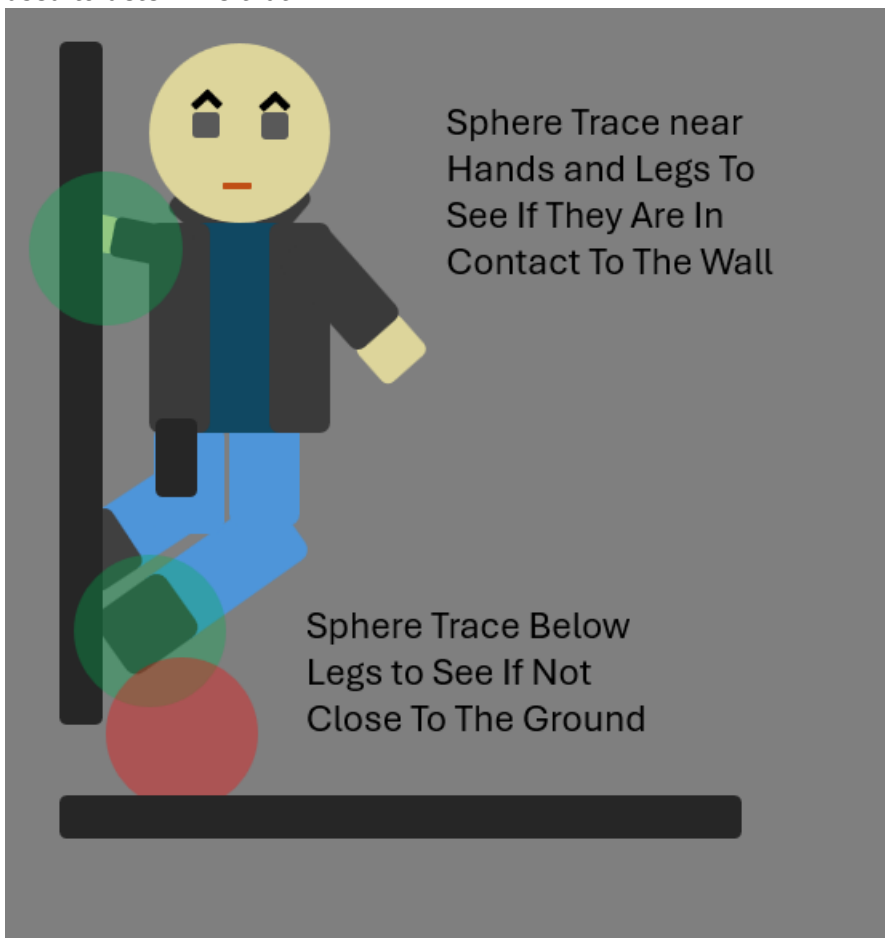 Sphere Trace near
Hands and Legs To
See If They Are In
Contact To The Wall
Sphere Trace Below
Legs to See If Not
Close To The Ground